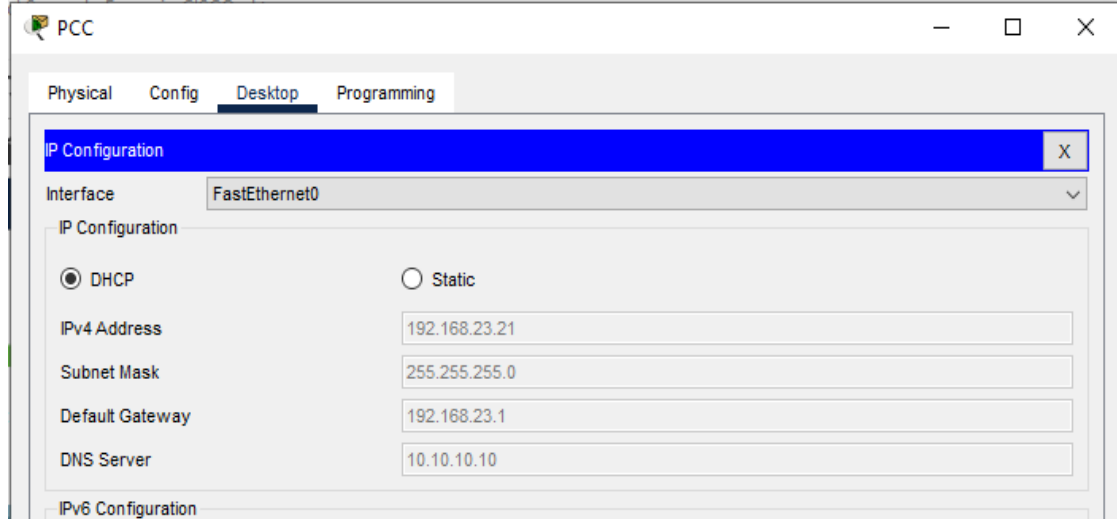 PCC
Physical Config Desktop Programming
IP Configuration X
Interface FastEthernet0
IP Configuration
DHCP Static
IPv4 Address 192.168.23.21
Subnet Mask 255.255.255.0
Default Gateway 192.168.23.1
DNS Server 10.10.10.10
IPv6 Configuration